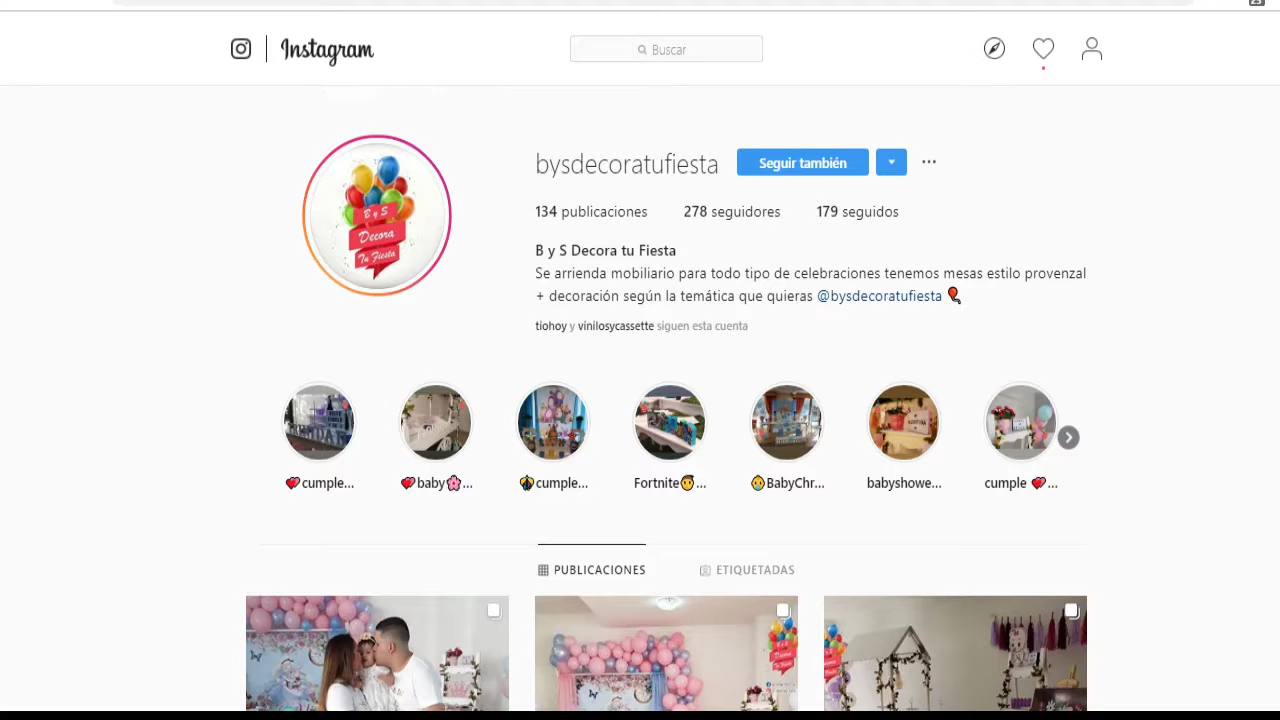 Instagram
Buscar
bysdecoratufiesta
Seguir también
134 publicaciones 278 seguidores 179 seguidos
B y S
Decora
Tu Fiesta
B y S Decora tu Fiesta
Se arrienda mobiliario para todo tipo de celebraciones tenemos mesas estilo provenzal
+ decoración según la temática que quieras @bysdecoratufiesta
tiohoy y vinilosycassette siguen esta cuenta
cumple... baby... cumple... Fortnite... BabyChr... babyshowe... cumple ...
PUBLICACIONES ETIQUETADAS